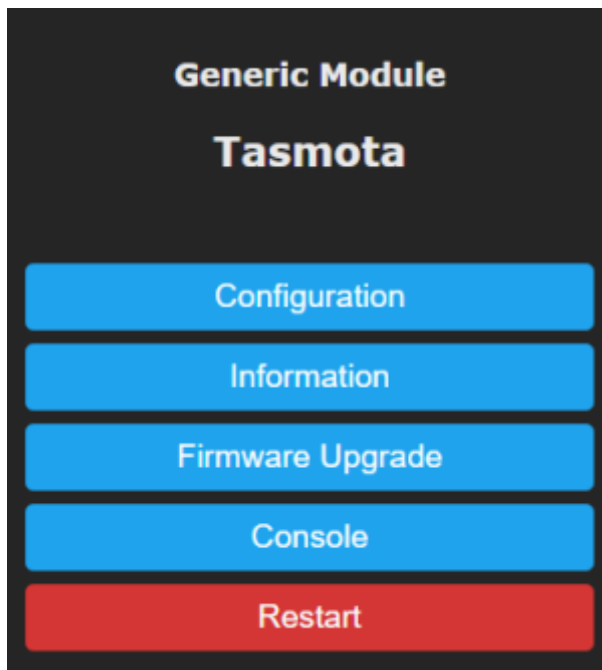 Generic Module
Tasmota
Configuration
Information
Firmware Upgrade
Console
Restart